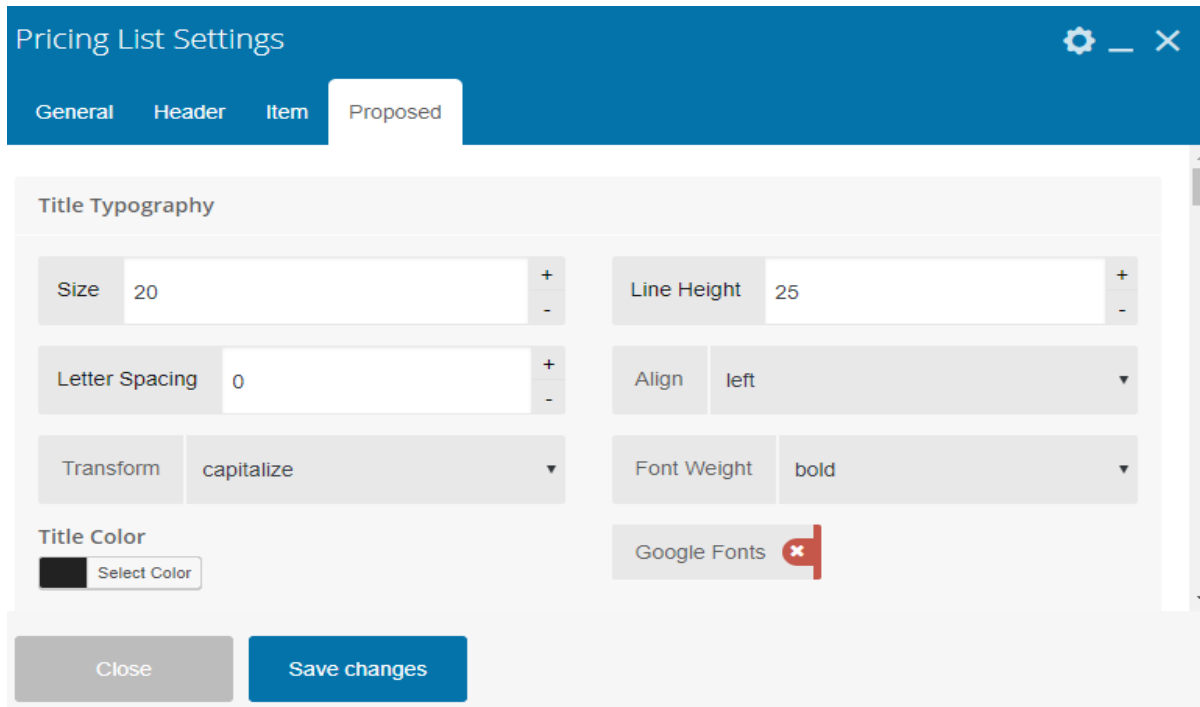 Pricing List Settings
General Header Item Proposed
Title Typography
Size 20 + -
Line Height 25 + -
Letter Spacing 0 + -
Align left
Transform capitalize
Font Weight bold
Title Color
Select Color
Google Fonts
Close Save changes